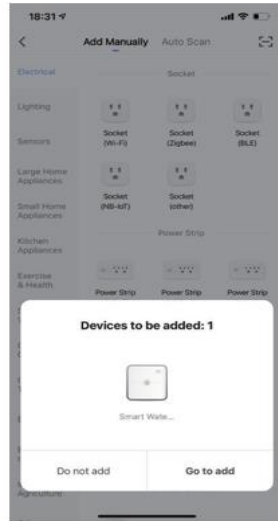 18:31
Add Manually
Auto Scan
Electrical
Socket
Lighting
Socket
(Wi-Fi)
Socket
(Zigbee)
Socket
(BLE)
Sensors
Large Home
Appliances
Socket
(NB-IoT)
Socket
(other)
Small Home
Appliances
Power Strip
Kitchen
Appliances
Exercise
& Health
Power Strip
Power Strip
Power Strip
Devices to be added: 1
Smart Wate...
Do not add
Go to add
Agriculture